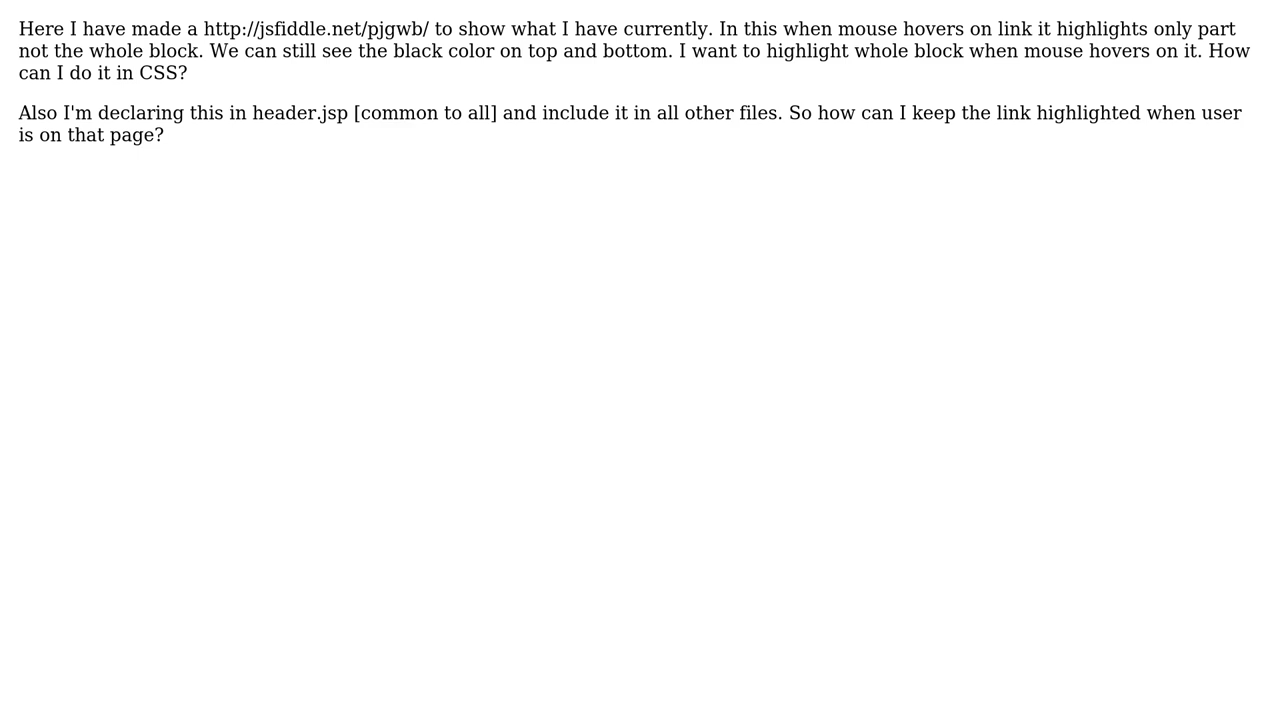 Here I have made a http://jsfiddle.net/pjgwb/ to show what I have currently. In this when mouse hovers on link it highlights only part
not the whole block. We can still see the black color on top and bottom. I want to highlight whole block when mouse hovers on it. How
can I do it in CSS?
Also I'm declaring this in header.jsp [common to all] and include it in all other files. So how can I keep the link highlighted when user
is on that page?